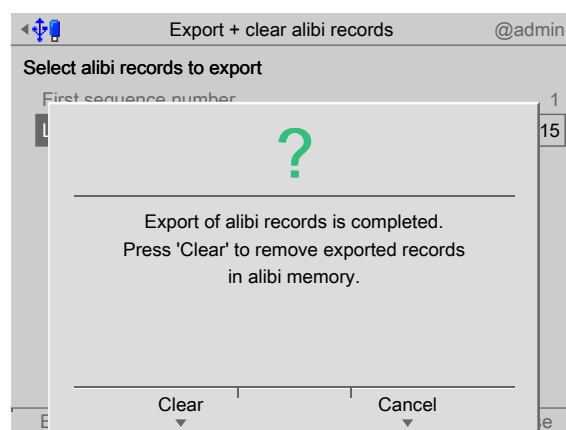 Export + clear alibi records @admin
Select alibi records to export
First sequence number 1
15
?
Export of alibi records is completed.
Press 'Clear' to remove exported records
in alibi memory.
Clear Cancel